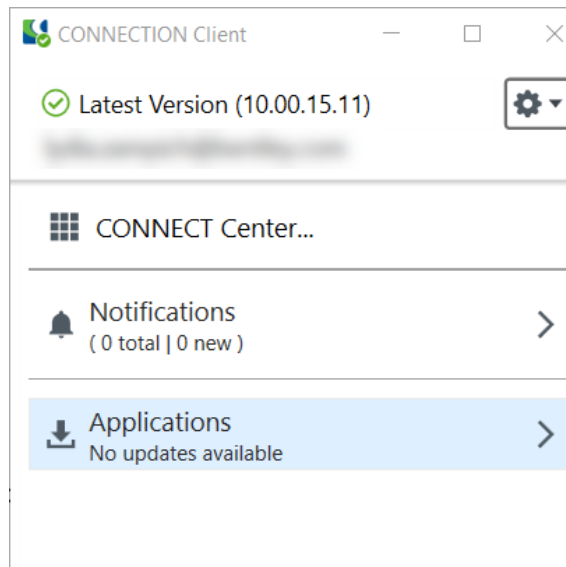 CONNECTION Client
Latest Version (10.00.15.11)
CONNECT Center...
Notifications
( 0 total | 0 new )
Applications
No updates available